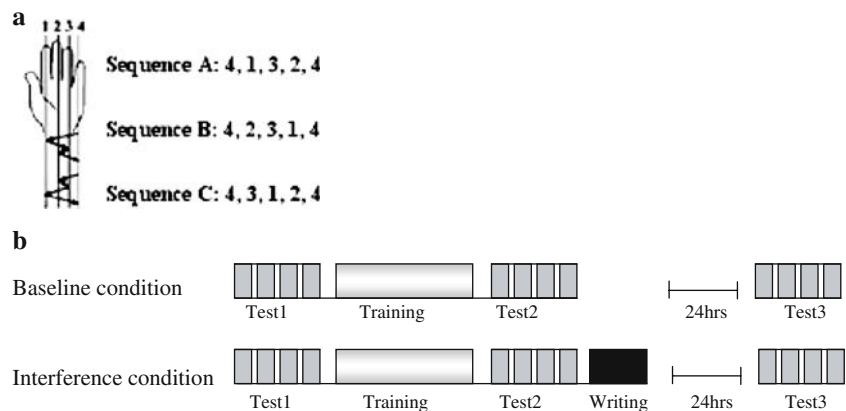 a
1 2 3 4
Sequence A: 4, 1, 3, 2, 4
Sequence B: 4, 2, 3, 1, 4
Sequence C: 4, 3, 1, 2, 4
b
Baseline condition
Test1 Training Test2 24hrs Test3
Interference condition
Test1 Training Test2 Writing 24hrs Test3